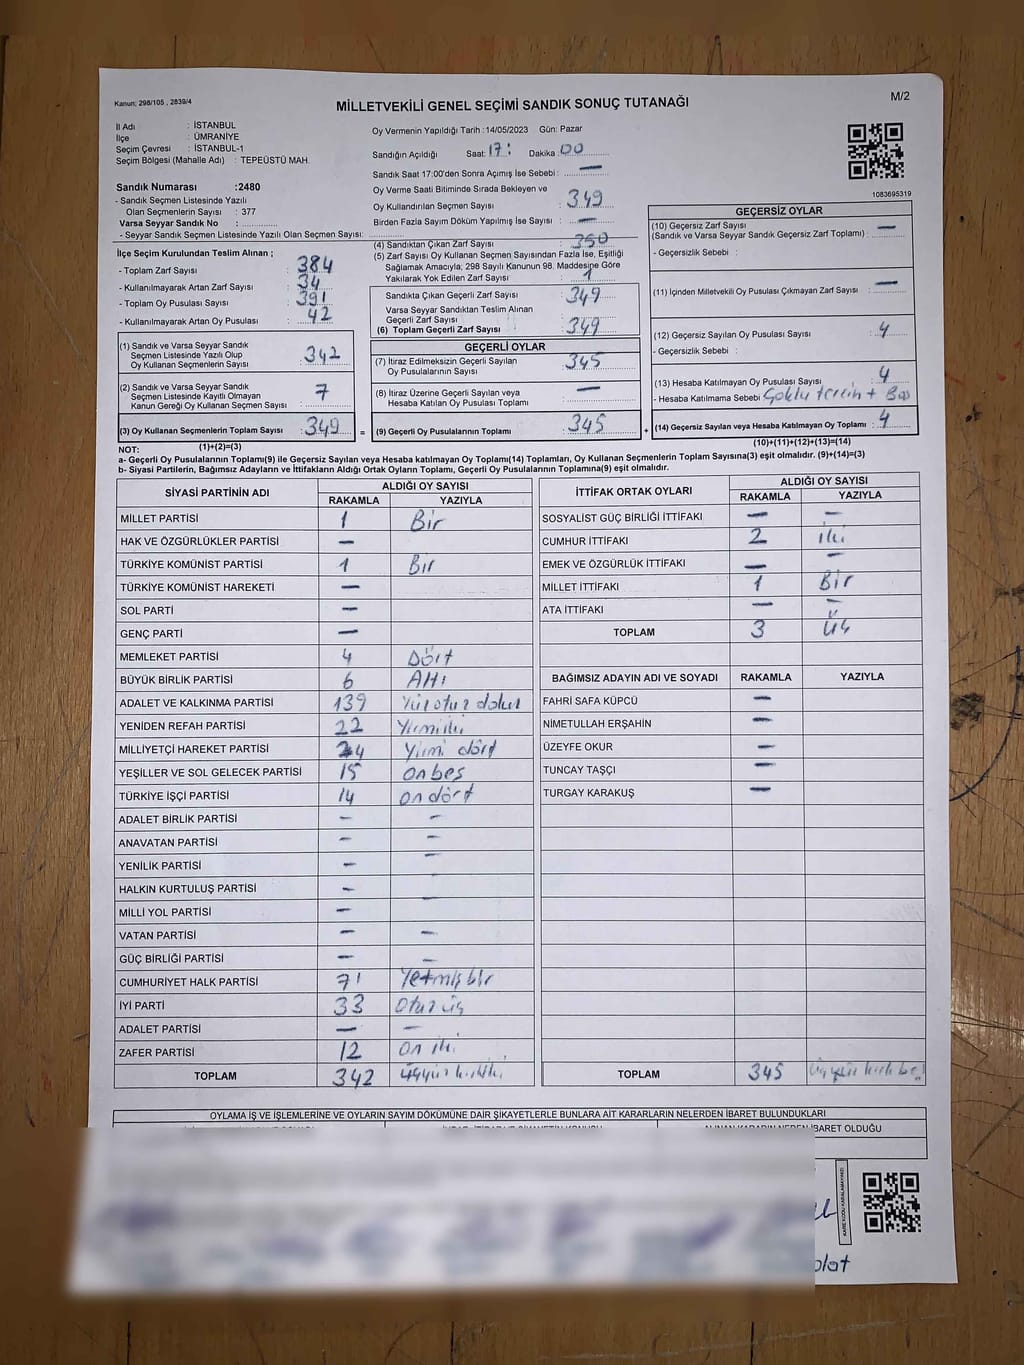 Kanun: 298/105 , 2839/4
MİLLETVEKİLİ GENEL SEÇİMİ SANDIK SONUÇ TUTANAĞI
M/2
İl Adı : İSTANBUL
İlçe : ÜMRANİYE
Seçim Çevresi : İSTANBUL-1
Seçim Bölgesi (Mahalle Adı) : TEPEÜSTÜ MAH.
Sandık Numarası :2480
- Sandık Seçmen Listesinde Yazılı
Olan Seçmenlerin Sayısı : 377
Varsa Seyyar Sandık No :
- Seyyar Sandık Seçmen Listesinde Yazılı Olan Seçmen Sayısı:
Oy Vermenin Yapıldığı Tarih :14/05/2023 Gün: Pazar
Sandığın Açıldığı Saat: 17: Dakika: 00
Sandık Saat 17:00'den Sonra Açımış İse Sebebi : —
Oy Verme Saati Bitiminde Sırada Bekleyen ve
Oy Kullandırılan Seçmen Sayısı 349
Birden Fazla Sayım Döküm Yapılmış İse Sayısı : —
1083695319
İlçe Seçim Kurulundan Teslim Alınan ;
- Toplam Zarf Sayısı : 384
- Kullanılmayarak Artan Zarf Sayısı : 34
- Toplam Oy Pusulası Sayısı : 391
- Kullanılmayarak Artan Oy Pusulası : 42
(1) Sandık ve Varsa Seyyar Sandık
Seçmen Listesinde Yazılı Olup
Oy Kullanan Seçmenlerin Sayısı : 342
(2) Sandık ve Varsa Seyyar Sandık
Seçmen Listesinde Kayıtlı Olmayan
Kanun Gereği Oy Kullanan Seçmen Sayısı : 7
(3) Oy Kullanan Seçmenlerin Toplam Sayısı : 349
(1)+(2)=(3)
(4) Sandıktan Çıkan Zarf Sayısı : 350
(5) Zarf Sayısı Oy Kullanan Seçmen Sayısından Fazla İse, Eşitliği
Sağlamak Amacıyla, 298 Sayılı Kanunun 98. Maddesine Göre
Yakılarak Yok Edilen Zarf Sayısı : 1
Sandıkta Çıkan Geçerli Zarf Sayısı : 349
Varsa Seyyar Sandıktan Teslim Alınan
Geçerli Zarf Sayısı
(6) Toplam Geçerli Zarf Sayısı : 349
GEÇERLİ OYLAR
(7) İtiraz Edilmeksizin Geçerli Sayılan
Oy Pusulalarının Sayısı : 345
(8) İtiraz Üzerine Geçerli Sayılan veya
Hesaba Katılan Oy Pusulası Toplamı : —
= (9) Geçerli Oy Pusulalarının Toplamı : 345 +
GEÇERSİZ OYLAR
(10) Geçersiz Zarf Sayısı
(Sandık ve Varsa Seyyar Sandık Geçersiz Zarf Toplamı) : —
- Geçersizlik Sebebi :
(11) İçinden Milletvekili Oy Pusulası Çıkmayan Zarf Sayısı : —
(12) Geçersiz Sayılan Oy Pusulası Sayısı : 4
- Geçersizlik Sebebi :
(13) Hesaba Katılmayan Oy Pusulası Sayısı : 4
- Hesaba Katılmama Sebebi : Çoklu tercih + Boş
(14) Geçersiz Sayılan veya Hesaba Katılmayan Oy Toplamı : 4
(10)+(11)+(12)+(13)=(14)
NOT:
a- Geçerli Oy Pusulalarının Toplamı(9) ile Geçersiz Sayılan veya Hesaba katılmayan Oy Toplamı(14) Toplamları, Oy Kullanan Seçmenlerin Toplam Sayısına(3) eşit olmalıdır. (9)+(14)=(3)
b- Siyasi Partilerin, Bağımsız Adayların ve İttifakların Aldığı Ortak Oyların Toplamı, Geçerli Oy Pusulalarının Toplamına(9) eşit olmalıdır.
SİYASİ PARTİNİN ADI ALDIĞI OY SAYISI
RAKAMLA YAZIYLA
MİLLET PARTİSİ 1 Bir
HAK VE ÖZGÜRLÜKLER PARTİSİ —
TÜRKİYE KOMÜNİST PARTİSİ 1 Bir
TÜRKİYE KOMÜNİST HAREKETİ —
SOL PARTİ —
GENÇ PARTİ —
MEMLEKET PARTİSİ 4 Dört
BÜYÜK BİRLİK PARTİSİ 6 Altı
ADALET VE KALKINMA PARTİSİ 139 Yüzotuz dokuz
YENİDEN REFAH PARTİSİ 22 Yirmiiki
MİLLİYETÇİ HAREKET PARTİSİ 24 Yirmi dört
YEŞİLLER VE SOL GELECEK PARTİSİ 15 on beş
TÜRKİYE İŞÇİ PARTİSİ 14 on dört
ADALET BİRLİK PARTİSİ — —
ANAVATAN PARTİSİ — —
YENİLİK PARTİSİ — —
HALKIN KURTULUŞ PARTİSİ —
MİLLİ YOL PARTİSİ — —
VATAN PARTİSİ — —
GÜÇ BİRLİĞİ PARTİSİ — —
CUMHURİYET HALK PARTİSİ 71 Yetmişbir
İYİ PARTİ 33 Otuz üç
ADALET PARTİSİ — —
ZAFER PARTİSİ 12 On iki
TOPLAM 342 üçyüz kırkiki
İTTİFAK ORTAK OYLARI ALDIĞI OY SAYISI
RAKAMLA YAZIYLA
SOSYALİST GÜÇ BİRLİĞİ İTTİFAKI — —
CUMHUR İTTİFAKI 2 iki
EMEK VE ÖZGÜRLÜK İTTİFAKI — —
MİLLET İTTİFAKI 1 Bir
ATA İTTİFAKI — —
TOPLAM 3 Üç
BAĞIMSIZ ADAYIN ADI VE SOYADI RAKAMLA YAZIYLA
FAHRİ SAFA KÜPCÜ —
NİMETULLAH ERŞAHİN —
ÜZEYFE OKUR —
TUNCAY TAŞÇI —
TURGAY KARAKUŞ —
TOPLAM 345 üç yüz kırk beş
OYLAMA İŞ VE İŞLEMLERİNE VE OYLARIN SAYIM DÖKÜMÜNE DAİR ŞİKAYETLERLE BUNLARA AİT KARARLARIN NELERDEN İBARET BULUNDUKLARI
ALINAN KARARIN NEDEN İBARET OLDUĞU
KARE KODU KARALAMAYINIZ!